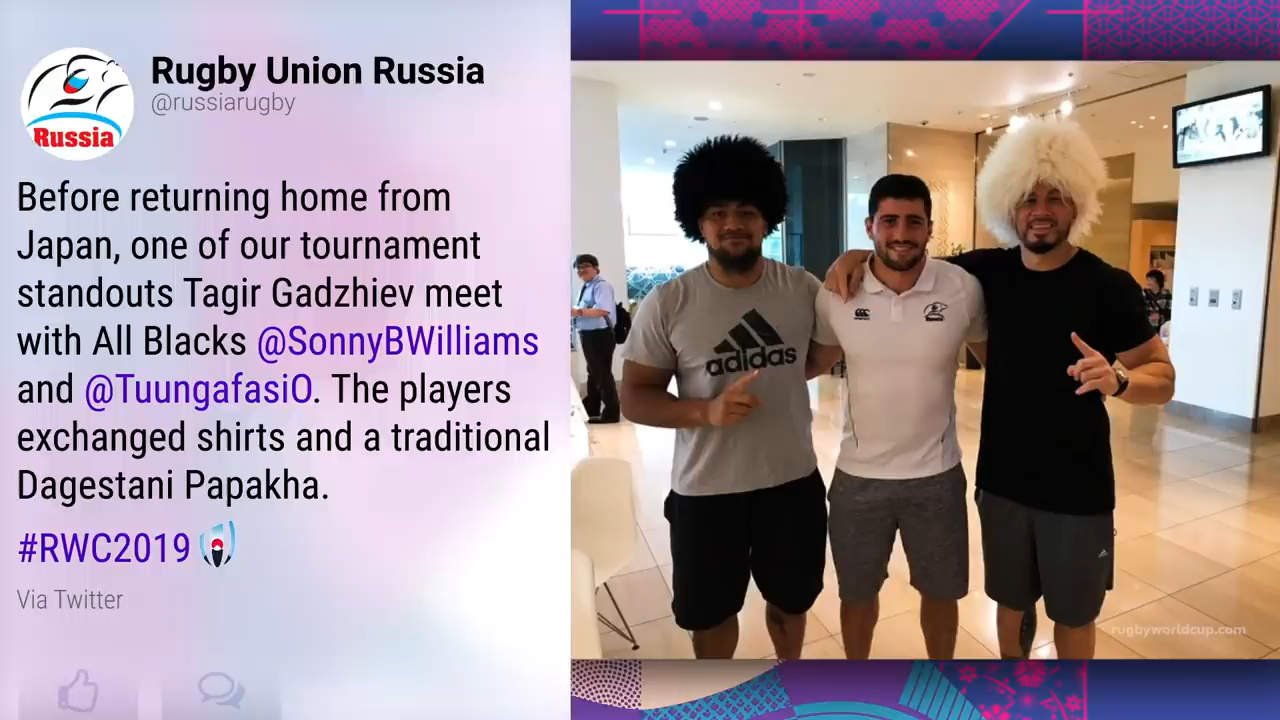 Rugby Union Russia
@russiarugby
Russia
Before returning home from
Japan, one of our tournament
standouts Tagir Gadzhiev meet
with All Blacks @SonnyBWilliams
and @TuungafasiO. The players
exchanged shirts and a traditional
Dagestani Papakha.
#RWC2019
Via Twitter
adidas
rugbyworldcup.com